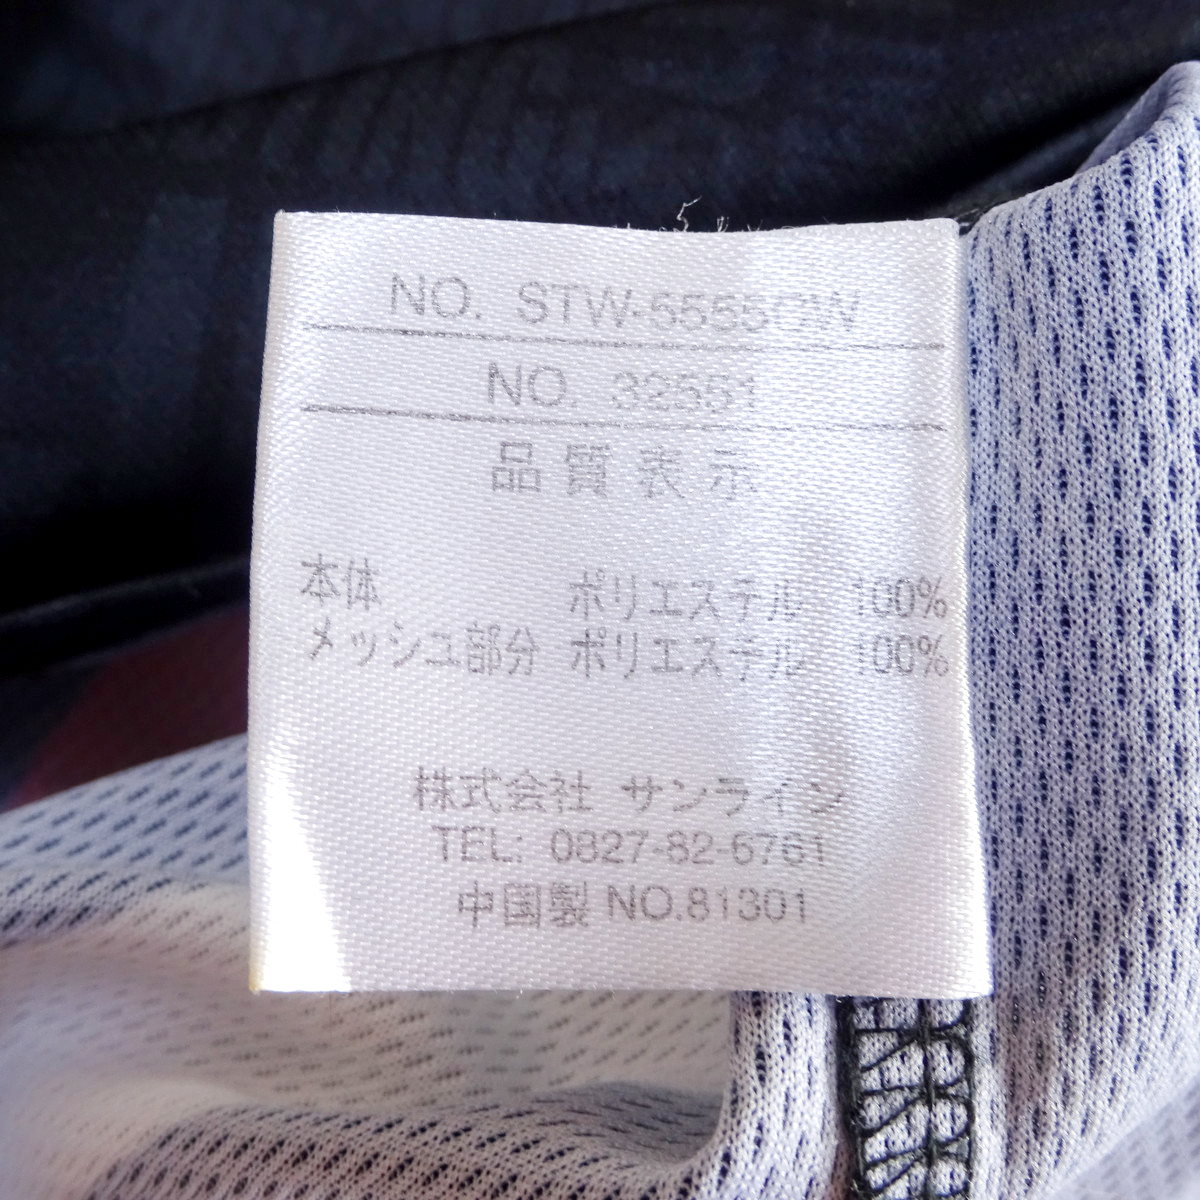 NO. STW-5555CW
NO. 32551
品質表示
本体 ポリエステル 100%
メッシュ部分 ポリエステル 100%
株式会社 サンライン
TEL: 0827-82-6761
中国製 NO.81301